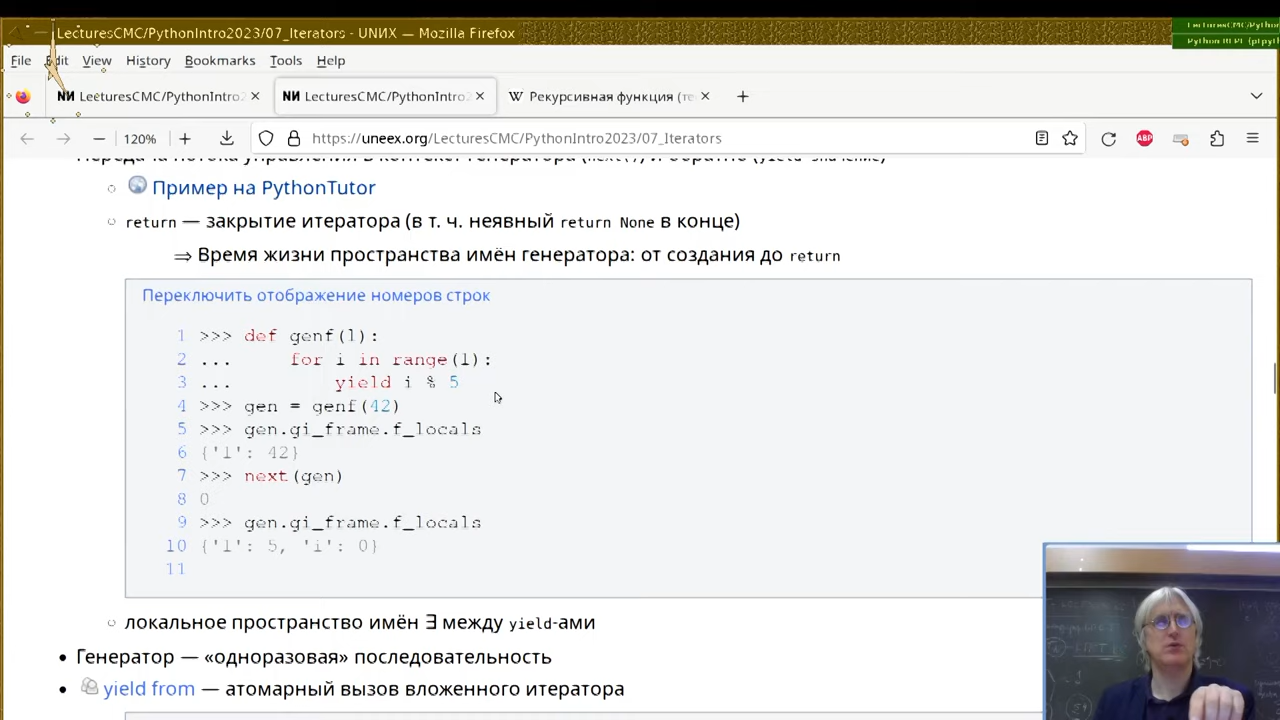 LecturesCMC/PythonIntro2023/07_Iterators - UNИX — Mozilla Firefox
LecturesCMC/Python
Python REPL (ptpyt
File Edit View History Bookmarks Tools Help
LecturesCMC/PythonIntro2
LecturesCMC/PythonIntro2
Рекурсивная функция (те
120%
https://uneex.org/LecturesCMC/PythonIntro2023/07_Iterators
Пример на PythonTutor
return — закрытие итератора (в т. ч. неявный return None в конце)
⇒ Время жизни пространства имён генератора: от создания до return
Переключить отображение номеров строк
1 >>> def genf(l):
2 ...     for i in range(l):
3 ...         yield i % 5
4 >>> gen = genf(42)
5 >>> gen.gi_frame.f_locals
6 {'l': 42}
7 >>> next(gen)
8 0
9 >>> gen.gi_frame.f_locals
10 {'l': 5, 'i': 0}
11
локальное пространство имён ∃ между yield-ами
• Генератор — «одноразовая» последовательность
• yield from — атомарный вызов вложенного итератора